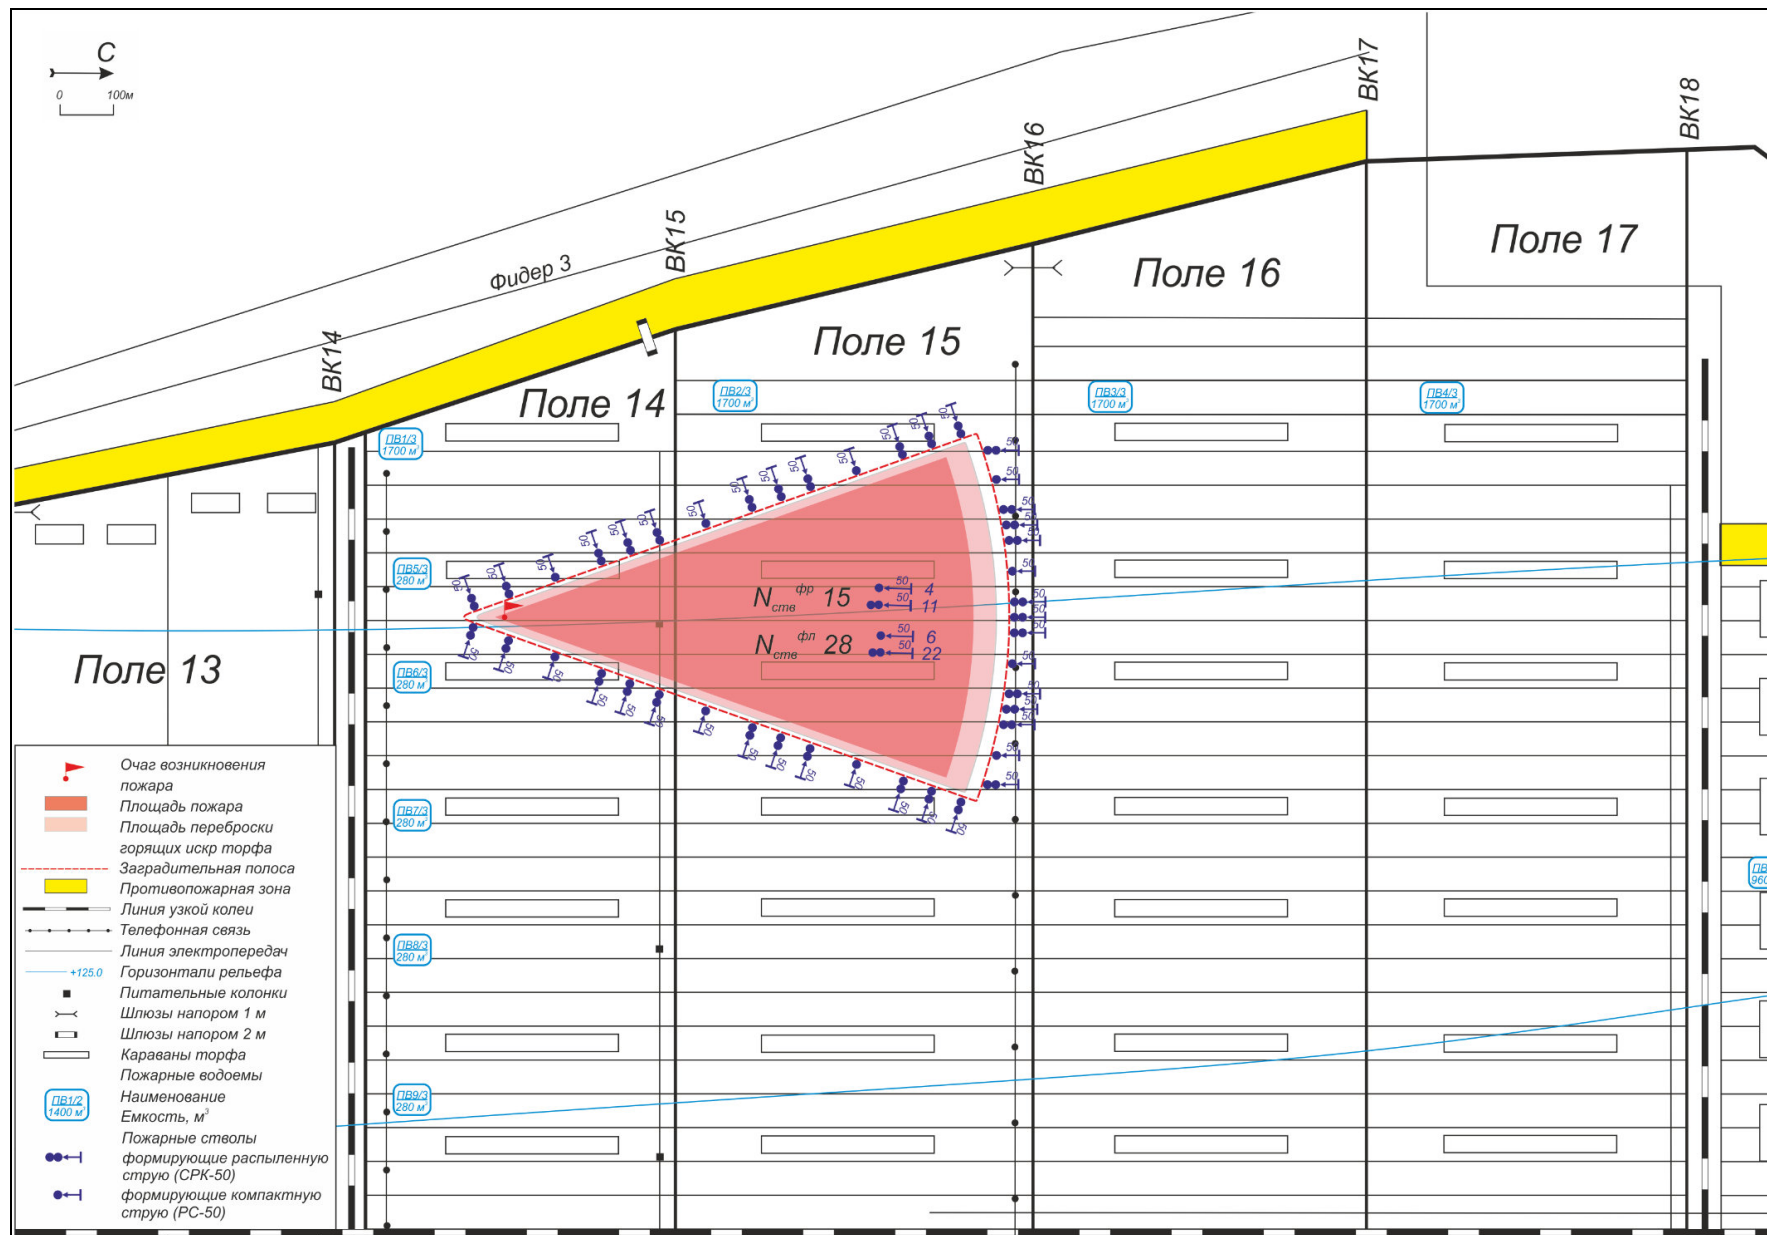 С
0 100м
ВК17
ВК18
ВК16
ВК15
Фидер 3
ВК14
Поле 17
Поле 16
Поле 15
Поле 14
ПВ2/3
1700 м³
ПВ3/3
1700 м³
ПВ4/3
1700 м³
ПВ1/3
1700 м³
ПВ5/3
280 м³
N ств фр 15
50 4
50 11
N ств фл 28
50 6
50 22
Поле 13
ПВ6/3
280 м³
ПВ7/3
280 м³
ПВ
960
ПВ8/3
280 м³
ПВ9/3
280 м³
Очаг возникновения
пожара
Площадь пожара
Площадь переброски
горящих искр торфа
Заградительная полоса
Противопожарная зона
Линия узкой колеи
Телефонная связь
Линия электропередач
+125.0 Горизонтали рельефа
Питательные колонки
Шлюзы напором 1 м
Шлюзы напором 2 м
Караваны торфа
Пожарные водоемы
ПВ1/2
1400 м³
Наименование
Емкость, м³
Пожарные стволы
формирующие распыленную
струю (СРК-50)
формирующие компактную
струю (РС-50)